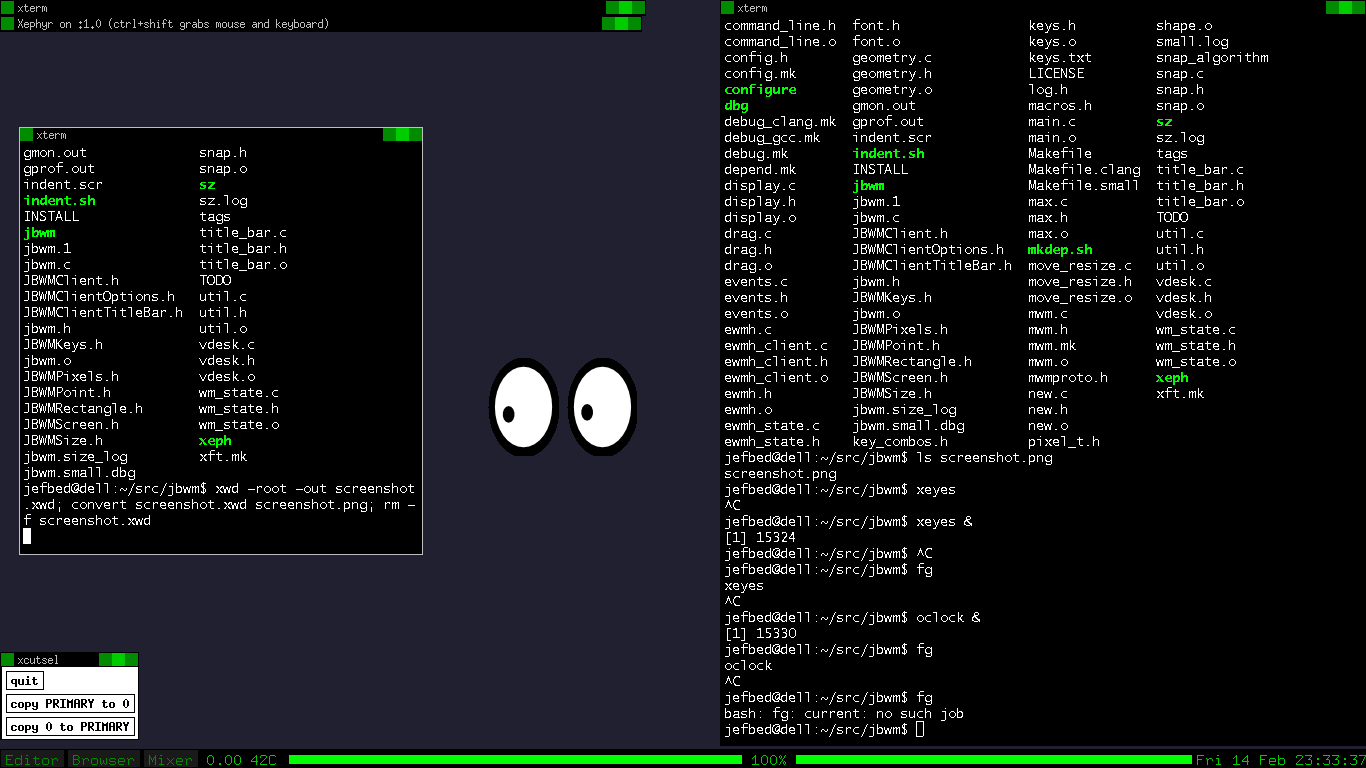 xterm
Xephyr on :1.0 (ctrl+shift grabs mouse and keyboard)
xterm
gmon.out snap.h
gprof.out snap.o
indent.scr sz
indent.sh sz.log
INSTALL tags
jbwm title_bar.c
jbwm.1 title_bar.h
jbwm.c title_bar.o
JBWMClient.h TODO
JBWMClientOptions.h util.c
JBWMClientTitleBar.h util.h
jbwm.h util.o
JBWMKeys.h vdesk.c
jbwm.o vdesk.h
JBWMPixels.h vdesk.o
JBWMPoint.h wm_state.c
JBWMRectangle.h wm_state.h
JBWMScreen.h wm_state.o
JBWMSize.h xeph
jbwm.size_log xft.mk
jbwm.small.dbg
jefbed@dell:~/src/jbwm$ xwd -root -out screenshot
.xwd; convert screenshot.xwd screenshot.png; rm -
f screenshot.xwd
xcutsel
quit
copy PRIMARY to 0
copy 0 to PRIMARY
xterm
command_line.h font.h keys.h shape.o
command_line.o font.o keys.o small.log
config.h geometry.c keys.txt snap_algorithm
config.mk geometry.h LICENSE snap.c
configure geometry.o log.h snap.h
dbg gmon.out macros.h snap.o
debug_clang.mk gprof.out main.c sz
debug_gcc.mk indent.scr main.o sz.log
debug.mk indent.sh Makefile tags
depend.mk INSTALL Makefile.clang title_bar.c
display.c jbwm Makefile.small title_bar.h
display.h jbwm.1 max.c title_bar.o
display.o jbwm.c max.h TODO
drag.c JBWMClient.h max.o util.c
drag.h JBWMClientOptions.h mkdep.sh util.h
drag.o JBWMClientTitleBar.h move_resize.c util.o
events.c jbwm.h move_resize.h vdesk.c
events.h JBWMKeys.h move_resize.o vdesk.h
events.o jbwm.o mwm.c vdesk.o
ewmh.c JBWMPixels.h mwm.h wm_state.c
ewmh_client.c JBWMPoint.h mwm.mk wm_state.h
ewmh_client.h JBWMRectangle.h mwm.o wm_state.o
ewmh_client.o JBWMScreen.h mwmproto.h xeph
ewmh.h JBWMSize.h new.c xft.mk
ewmh.o jbwm.size_log new.h
ewmh_state.c jbwm.small.dbg new.o
ewmh_state.h key_combos.h pixel_t.h
jefbed@dell:~/src/jbwm$ ls screenshot.png
screenshot.png
jefbed@dell:~/src/jbwm$ xeyes
^C
jefbed@dell:~/src/jbwm$ xeyes &
[1] 15324
jefbed@dell:~/src/jbwm$ ^C
jefbed@dell:~/src/jbwm$ fg
xeyes
^C
jefbed@dell:~/src/jbwm$ oclock &
[1] 15330
jefbed@dell:~/src/jbwm$ fg
oclock
^C
jefbed@dell:~/src/jbwm$ fg
bash: fg: current: no such job
jefbed@dell:~/src/jbwm$
Editor Browser Mixer 0.00 42C 100% Fri 14 Feb 23:33:37